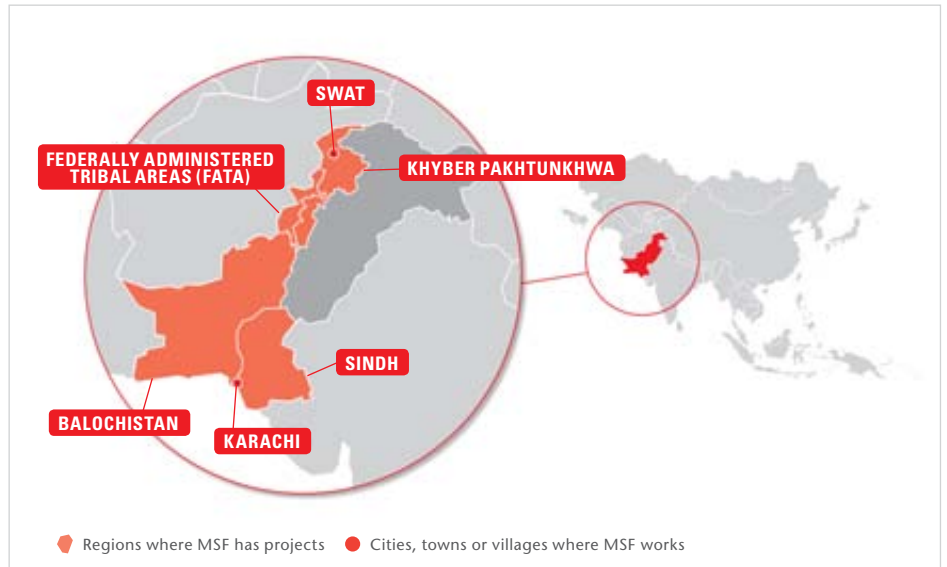 SWAT
FEDERALLY ADMINISTERED
TRIBAL AREAS (FATA)
KHYBER PAKHTUNKHWA
SINDH
BALOCHISTAN
KARACHI
Regions where MSF has projects
Cities, towns or villages where MSF works